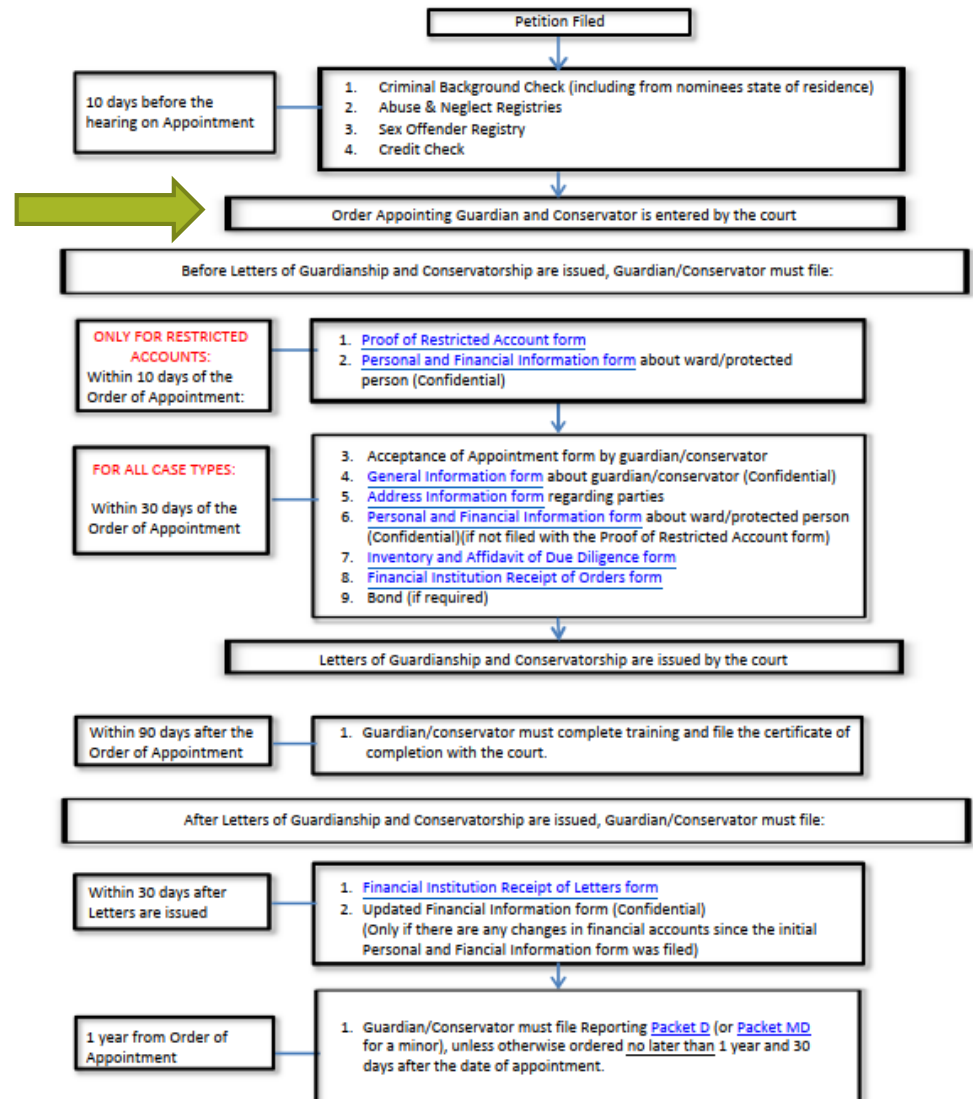 Petition Filed
10 days before the
hearing on Appointment
1. Criminal Background Check (including from nominees state of residence)
2. Abuse & Neglect Registries
3. Sex Offender Registry
4. Credit Check
Order Appointing Guardian and Conservator is entered by the court
Before Letters of Guardianship and Conservatorship are issued, Guardian/Conservator must file:
ONLY FOR RESTRICTED
ACCOUNTS:
Within 10 days of the
Order of Appointment:
1. Proof of Restricted Account form
2. Personal and Financial Information form about ward/protected
person (Confidential)
FOR ALL CASE TYPES:
Within 30 days of the
Order of Appointment
3. Acceptance of Appointment form by guardian/conservator
4. General Information form about guardian/conservator (Confidential)
5. Address Information form regarding parties
6. Personal and Financial Information form about ward/protected person
(Confidential)(if not filed with the Proof of Restricted Account form)
7. Inventory and Affidavit of Due Diligence form
8. Financial Institution Receipt of Orders form
9. Bond (if required)
Letters of Guardianship and Conservatorship are issued by the court
Within 90 days after the
Order of Appointment
1. Guardian/conservator must complete training and file the certificate of
completion with the court.
After Letters of Guardianship and Conservatorship are issued, Guardian/Conservator must file:
Within 30 days after
Letters are issued
1. Financial Institution Receipt of Letters form
2. Updated Financial Information form (Confidential)
(Only if there are any changes in financial accounts since the initial
Personal and Fiancial Information form was filed)
1 year from Order of
Appointment
1. Guardian/Conservator must file Reporting Packet D (or Packet MD
for a minor), unless otherwise ordered no later than 1 year and 30
days after the date of appointment.